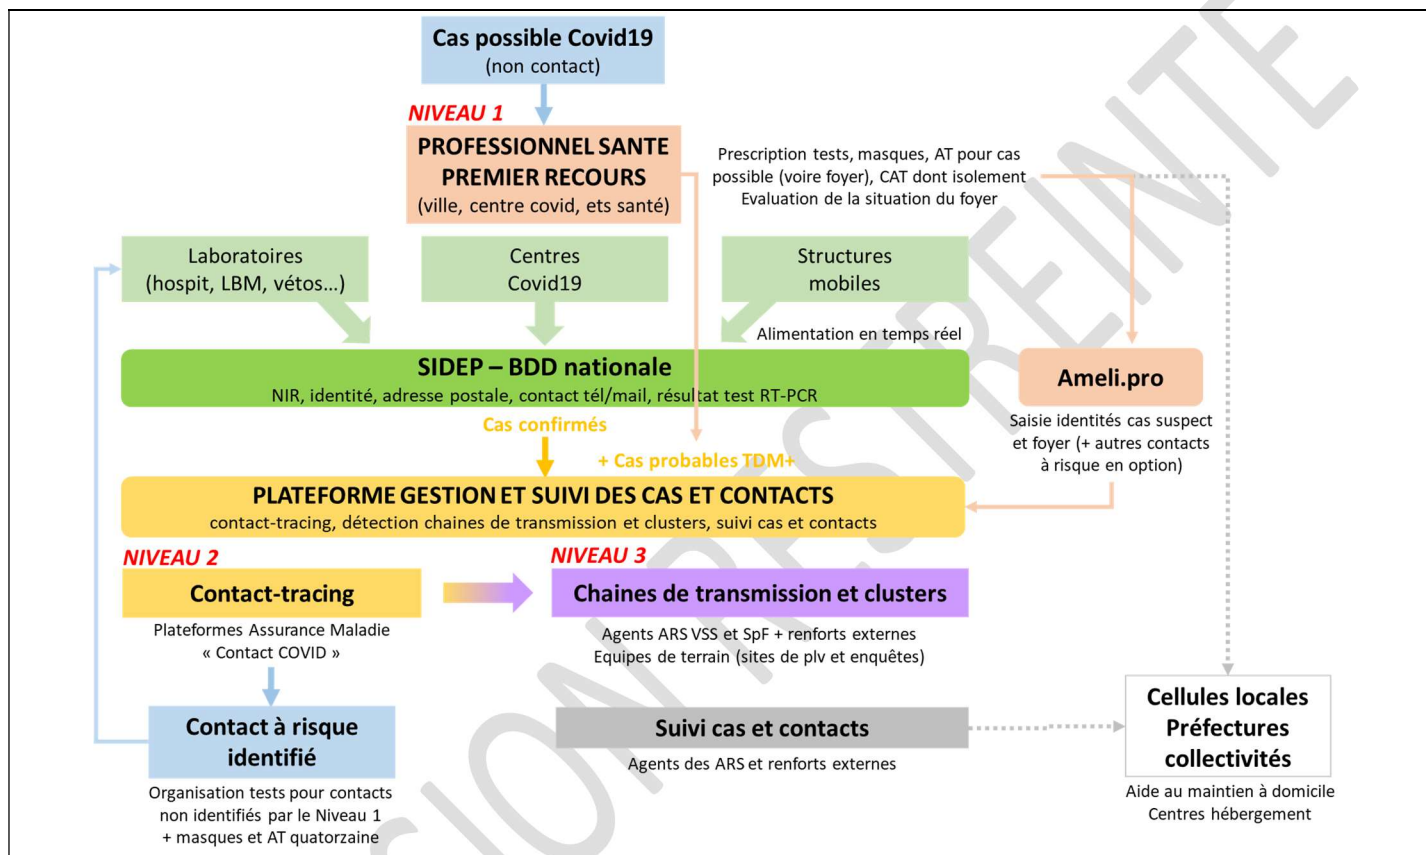 Cas possible Covid19
(non contact)
NIVEAU 1
PROFESSIONNEL SANTE
PREMIER RECOURS
(ville, centre covid, ets santé)
Prescription tests, masques, AT pour cas
possible (voire foyer), CAT dont isolement
Evaluation de la situation du foyer
Laboratoires
(hospit, LBM, vétos...)
Centres
Covid19
Structures
mobiles
Alimentation en temps réel
SIDEP – BDD nationale
NIR, identité, adresse postale, contact tél/mail, résultat test RT-PCR
Ameli.pro
Saisie identités cas suspect
et foyer (+ autres contacts
à risque en option)
Cas confirmés
+ Cas probables TDM+
PLATEFORME GESTION ET SUIVI DES CAS ET CONTACTS
contact-tracing, détection chaines de transmission et clusters, suivi cas et contacts
NIVEAU 2
Contact-tracing
Plateformes Assurance Maladie
« Contact COVID »
NIVEAU 3
Chaines de transmission et clusters
Agents ARS VSS et SpF + renforts externes
Equipes de terrain (sites de plv et enquêtes)
Contact à risque
identifié
Organisation tests pour contacts
non identifiés par le Niveau 1
+ masques et AT quatorzaine
Suivi cas et contacts
Agents des ARS et renforts externes
Cellules locales
Préfectures
collectivités
Aide au maintien à domicile
Centres hébergement
SION RESTREINTE